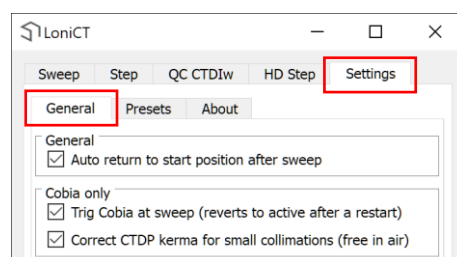 LoniCT
Sweep Step QC CTDIw HD Step Settings
General Presets About
General
Auto return to start position after sweep
Cobia only
Trig Cobia at sweep (reverts to active after a restart)
Correct CTDP kerma for small collimations (free in air)